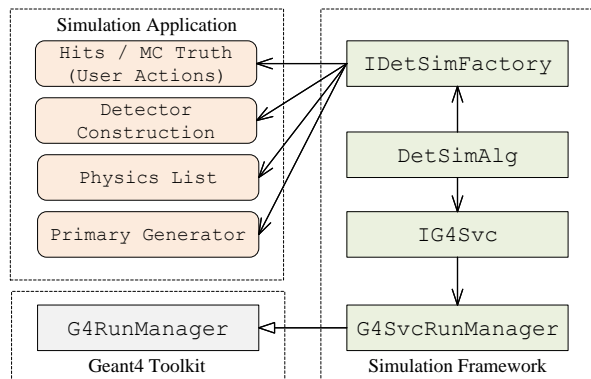 Simulation Application
Hits / MC Truth
(User Actions)
Detector
Construction
Physics List
Primary Generator
G4RunManager
Geant4 Toolkit
IDetSimFactory
DetSimAlg
IG4Svc
G4SvcRunManager
Simulation Framework